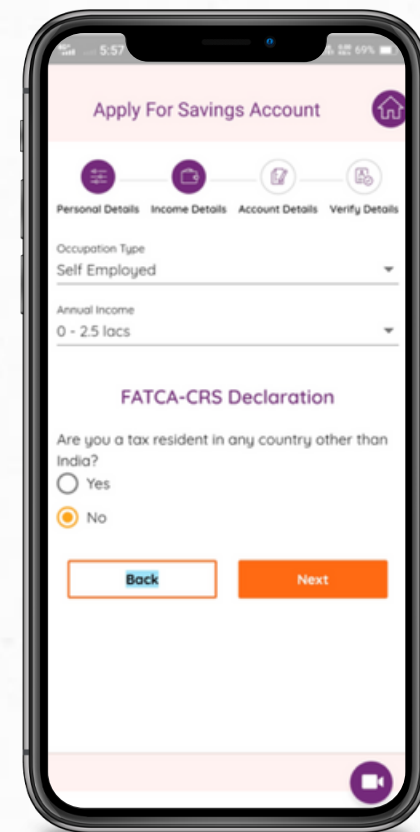 5:57
69%
Apply For Savings Account
Personal Details Income Details Account Details Verify Details
Occupation Type
Self Employed
Annual Income
0 - 2.5 lacs
FATCA-CRS Declaration
Are you a tax resident in any country other than
India?
Yes
No
Back Next